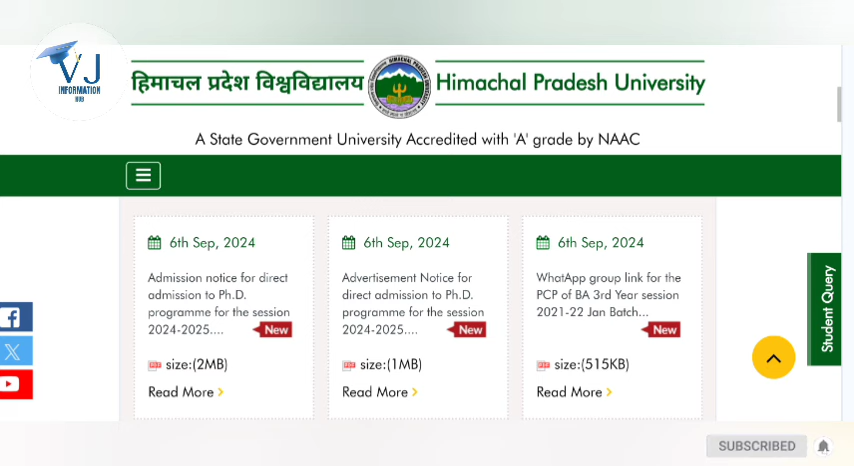 VJ
INFORMATION
HUB
हिमाचल प्रदेश विश्वविद्यालय
Himachal Pradesh University
A State Government University Accredited with 'A' grade by NAAC
6th Sep, 2024
Admission notice for direct
admission to Ph.D.
programme for the session
2024-2025....
New
size:(2MB)
Read More
6th Sep, 2024
Advertisement Notice for
direct admission to Ph.D.
programme for the session
2024-2025....
New
size:(1MB)
Read More
6th Sep, 2024
WhatApp group link for the
PCP of BA 3rd Year session
2021-22 Jan Batch...
New
size:(515KB)
Read More
Student Query
SUBSCRIBED